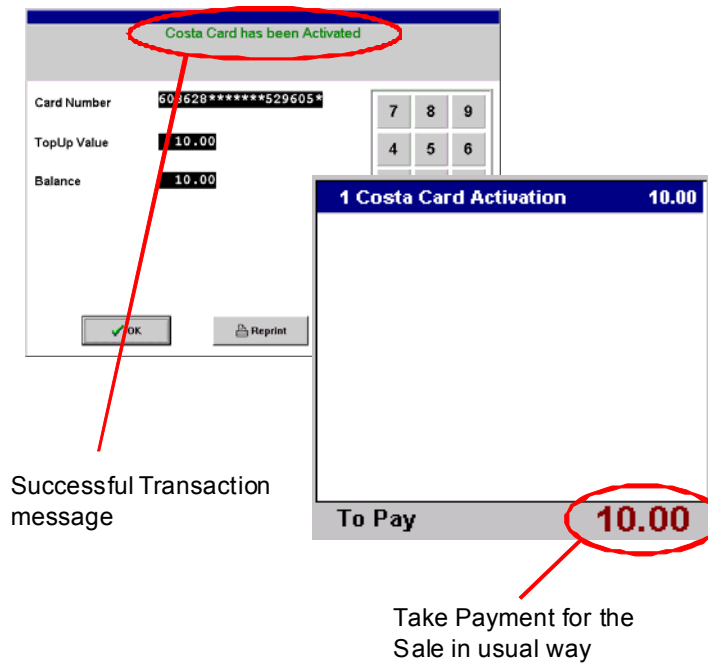 Costa Card has been Activated
Card Number 603628*******529605*
7 8 9
TopUp Value 10.00
4 5 6
Balance 10.00
1 Costa Card Activation 10.00
OK
Reprint
Successful Transaction
message
To Pay 10.00
Take Payment for the
Sale in usual way